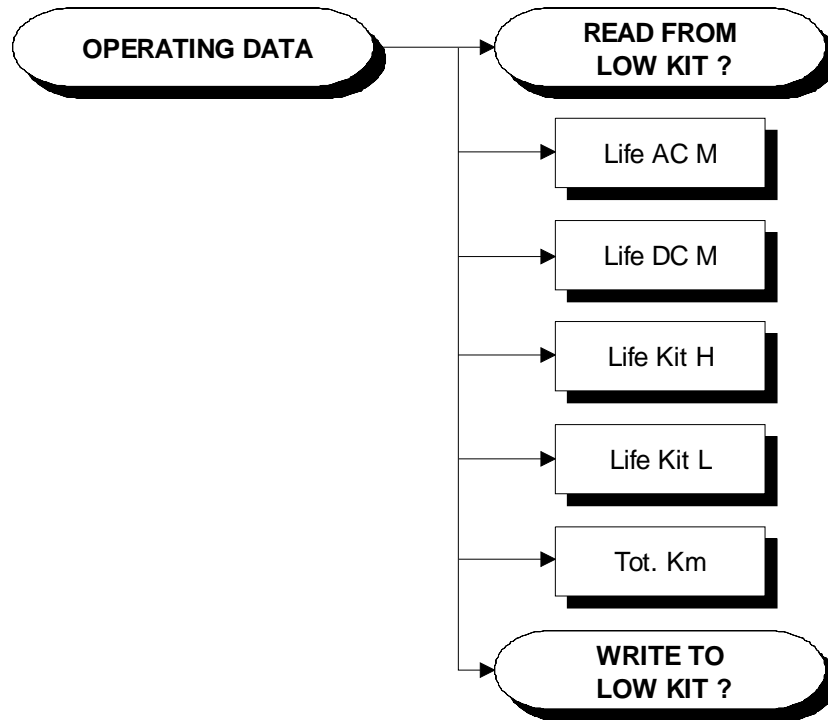 OPERATING DATA
READ FROM
LOW KIT ?
Life AC M
Life DC M
Life Kit H
Life Kit L
Tot. Km
WRITE TO
LOW KIT ?